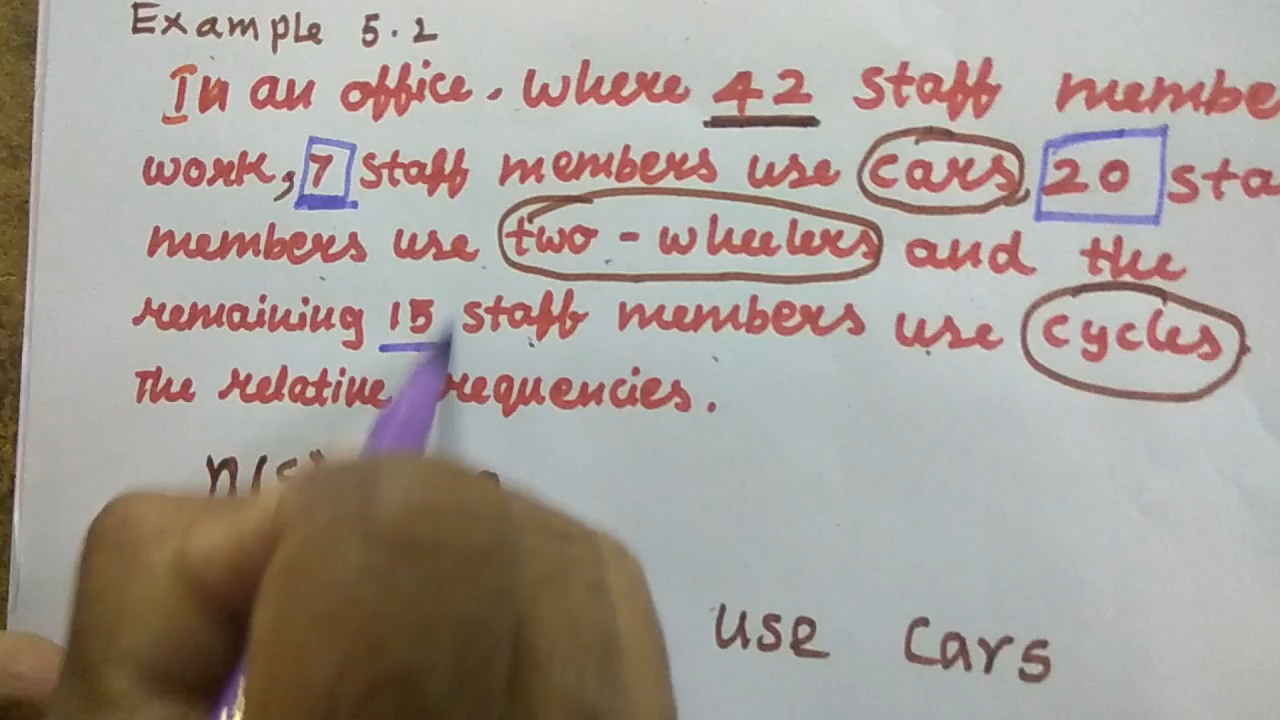 Example 5.2
In an office, where 42 staff membe
work, 7 staff members use cars, 20 sta
members use two-wheelers and the
remaining 15 staff members use cycles.
The relative frequencies.
n(s)
use cars